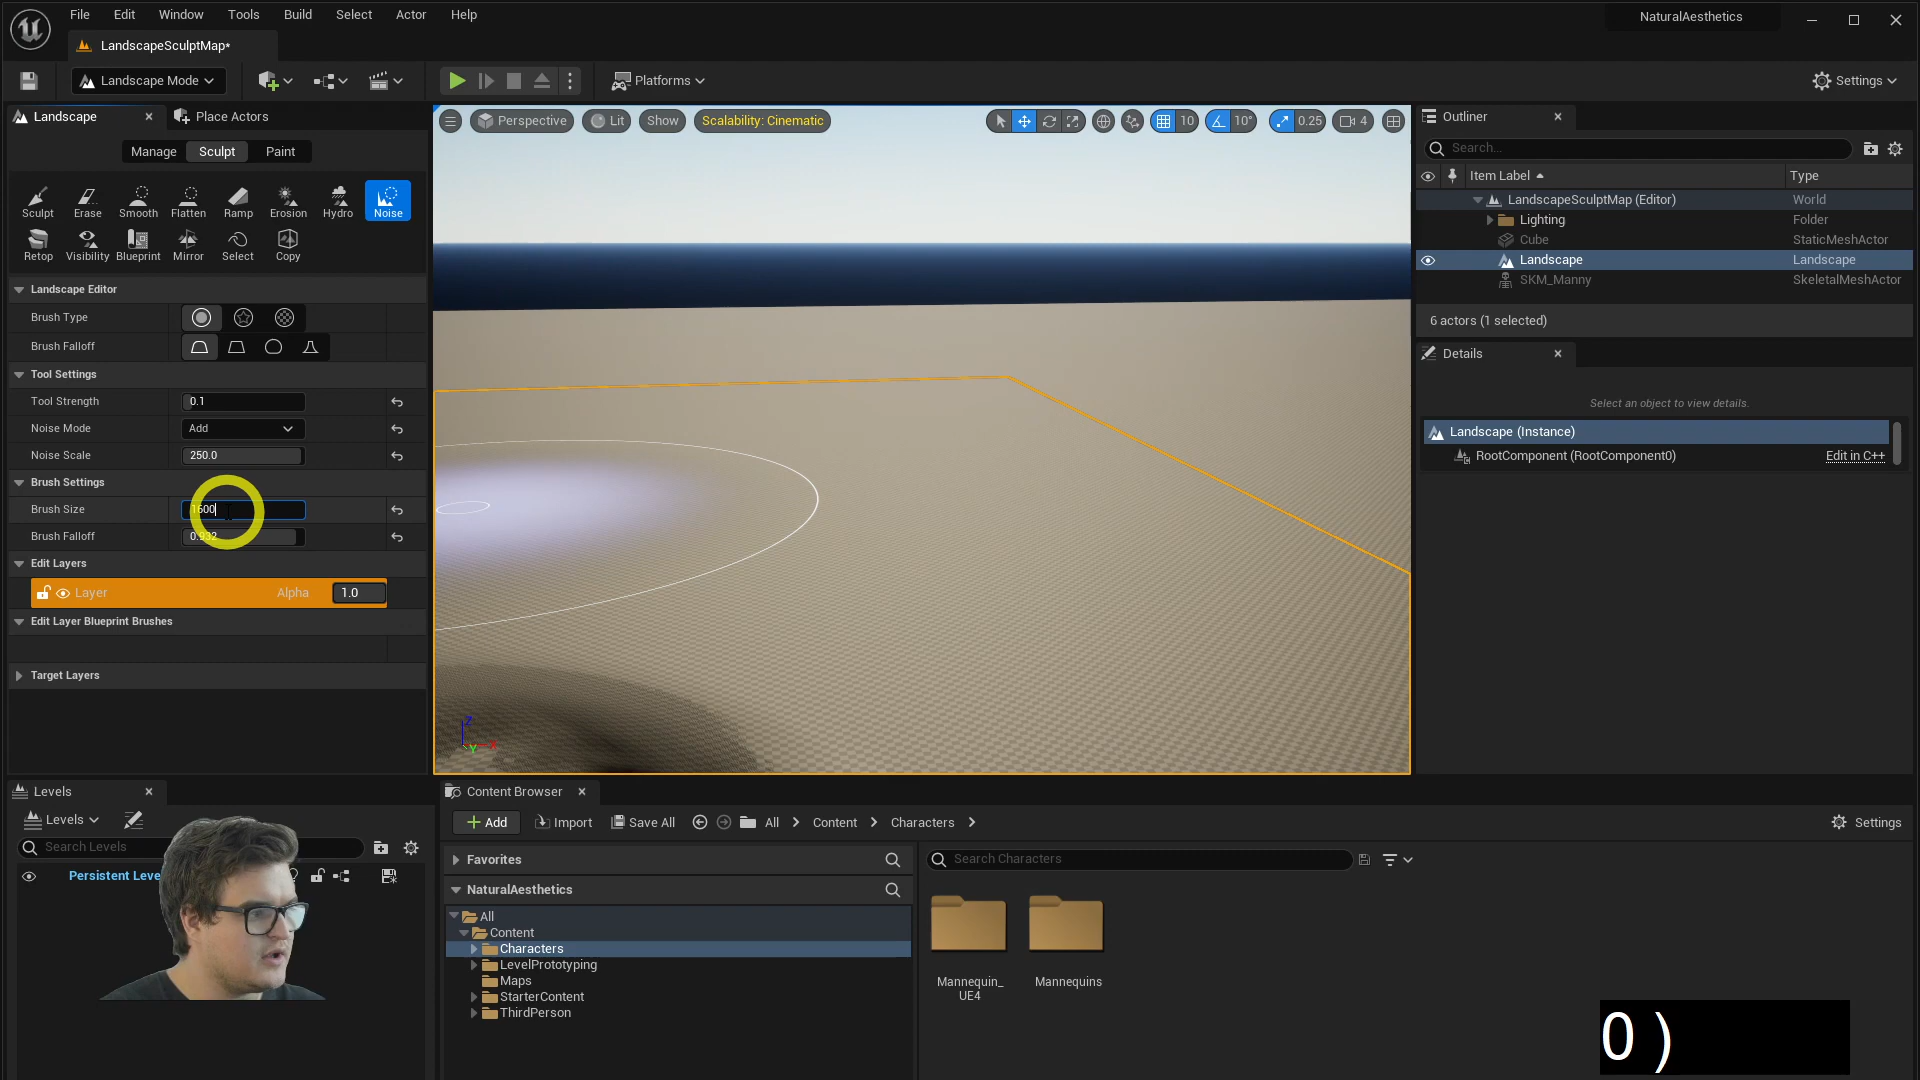 File Edit Window Tools Build Select Actor Help
NaturalAesthetics
LandscapeSculptMap*
Landscape Mode
Platforms
Settings
Landscape
Place Actors
Manage Sculpt Paint
Sculpt Erase Smooth Flatten Ramp Erosion Hydro Noise
Retop Visibility Blueprint Mirror Select Copy
Landscape Editor
Brush Type
Brush Falloff
Tool Settings
Tool Strength 0.1
Noise Mode Add
Noise Scale 250.0
Brush Settings
Brush Size 1600
Brush Falloff 0.932
Edit Layers
Layer Alpha 1.0
Edit Layer Blueprint Brushes
Target Layers
Perspective Lit Show Scalability: Cinematic
10 10° 0.25 4
Z
X
Y
Outliner
Search...
Item Label Type
LandscapeSculptMap (Editor) World
Lighting Folder
Cube StaticMeshActor
Landscape Landscape
SKM_Manny SkeletalMeshActor
6 actors (1 selected)
Details
Select an object to view details.
Landscape (Instance)
RootComponent (RootComponent0) Edit in C++
Levels
Levels
Search Levels
Persistent Leve
Content Browser
Add Import Save All All Content Characters
Settings
Favorites
NaturalAesthetics
All
Content
Characters
LevelPrototyping
Maps
StarterContent
ThirdPerson
Search Characters
Mannequin_
UE4
Mannequins
0 )